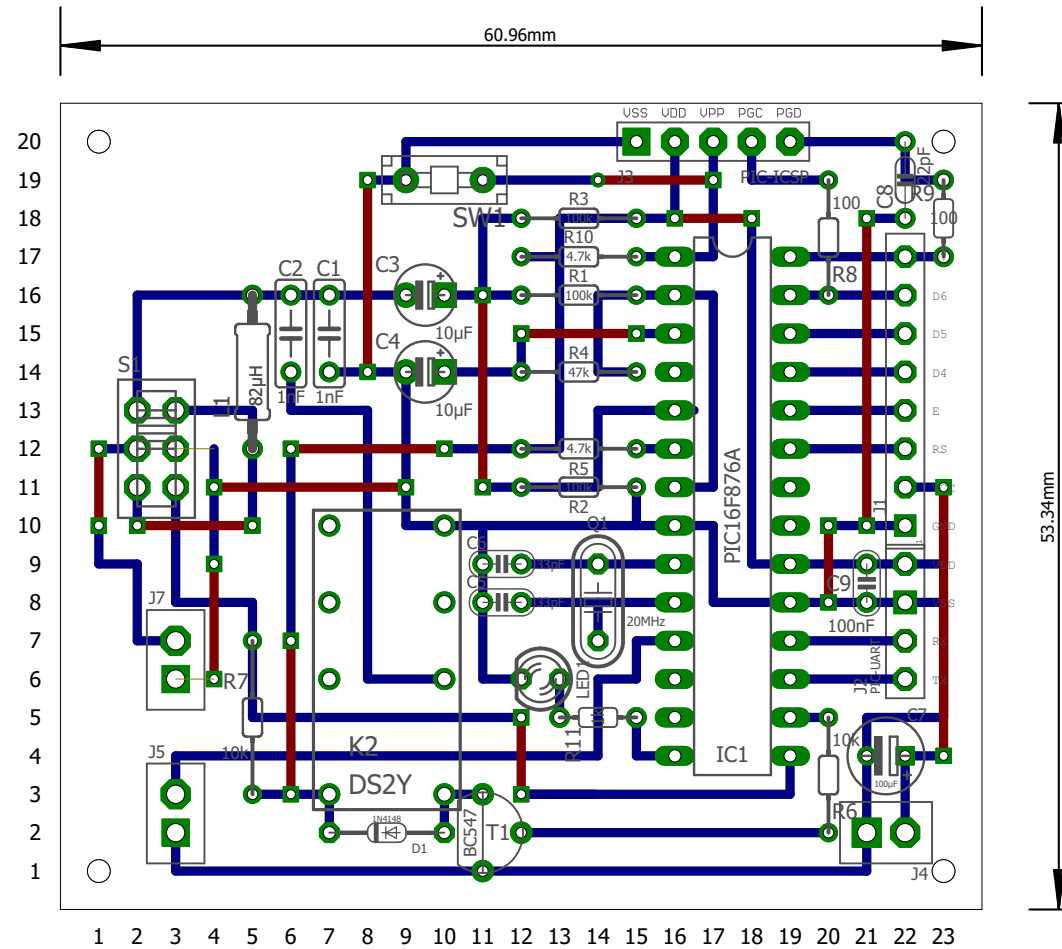 60.96mm
53.34mm
VSS VDD VPP PGC PGD
J3
PIC-ICSP
20
19
18
17
16
15
14
13
12
11
10
9
8
7
6
5
4
3
2
1
SW1
22pF
C8
R9
100
100
R8
R3
100k
R10
4.7k
R1
100k
R4
47k
4.7k
R5
100k
R2
C2
C1
1nF
1nF
C3
10µF
C4
10µF
S1
L1
82µH
PIC16F876A
IC1
Q1
20MHz
C6
33pF
C5
33pF
D6
D5
D4
E
RS
J1
GND
VDD
VSS
RX
TX
1
C9
100nF
J2
PIC-UART
J7
R7
10k
J5
K2
DS2Y
LED1
R11
1N4148
D1
BC547
T1
10k
R6
C7
100µF
J4
1 2 3 4 5 6 7 8 9 10 11 12 13 14 15 16 17 18 19 20 21 22 23